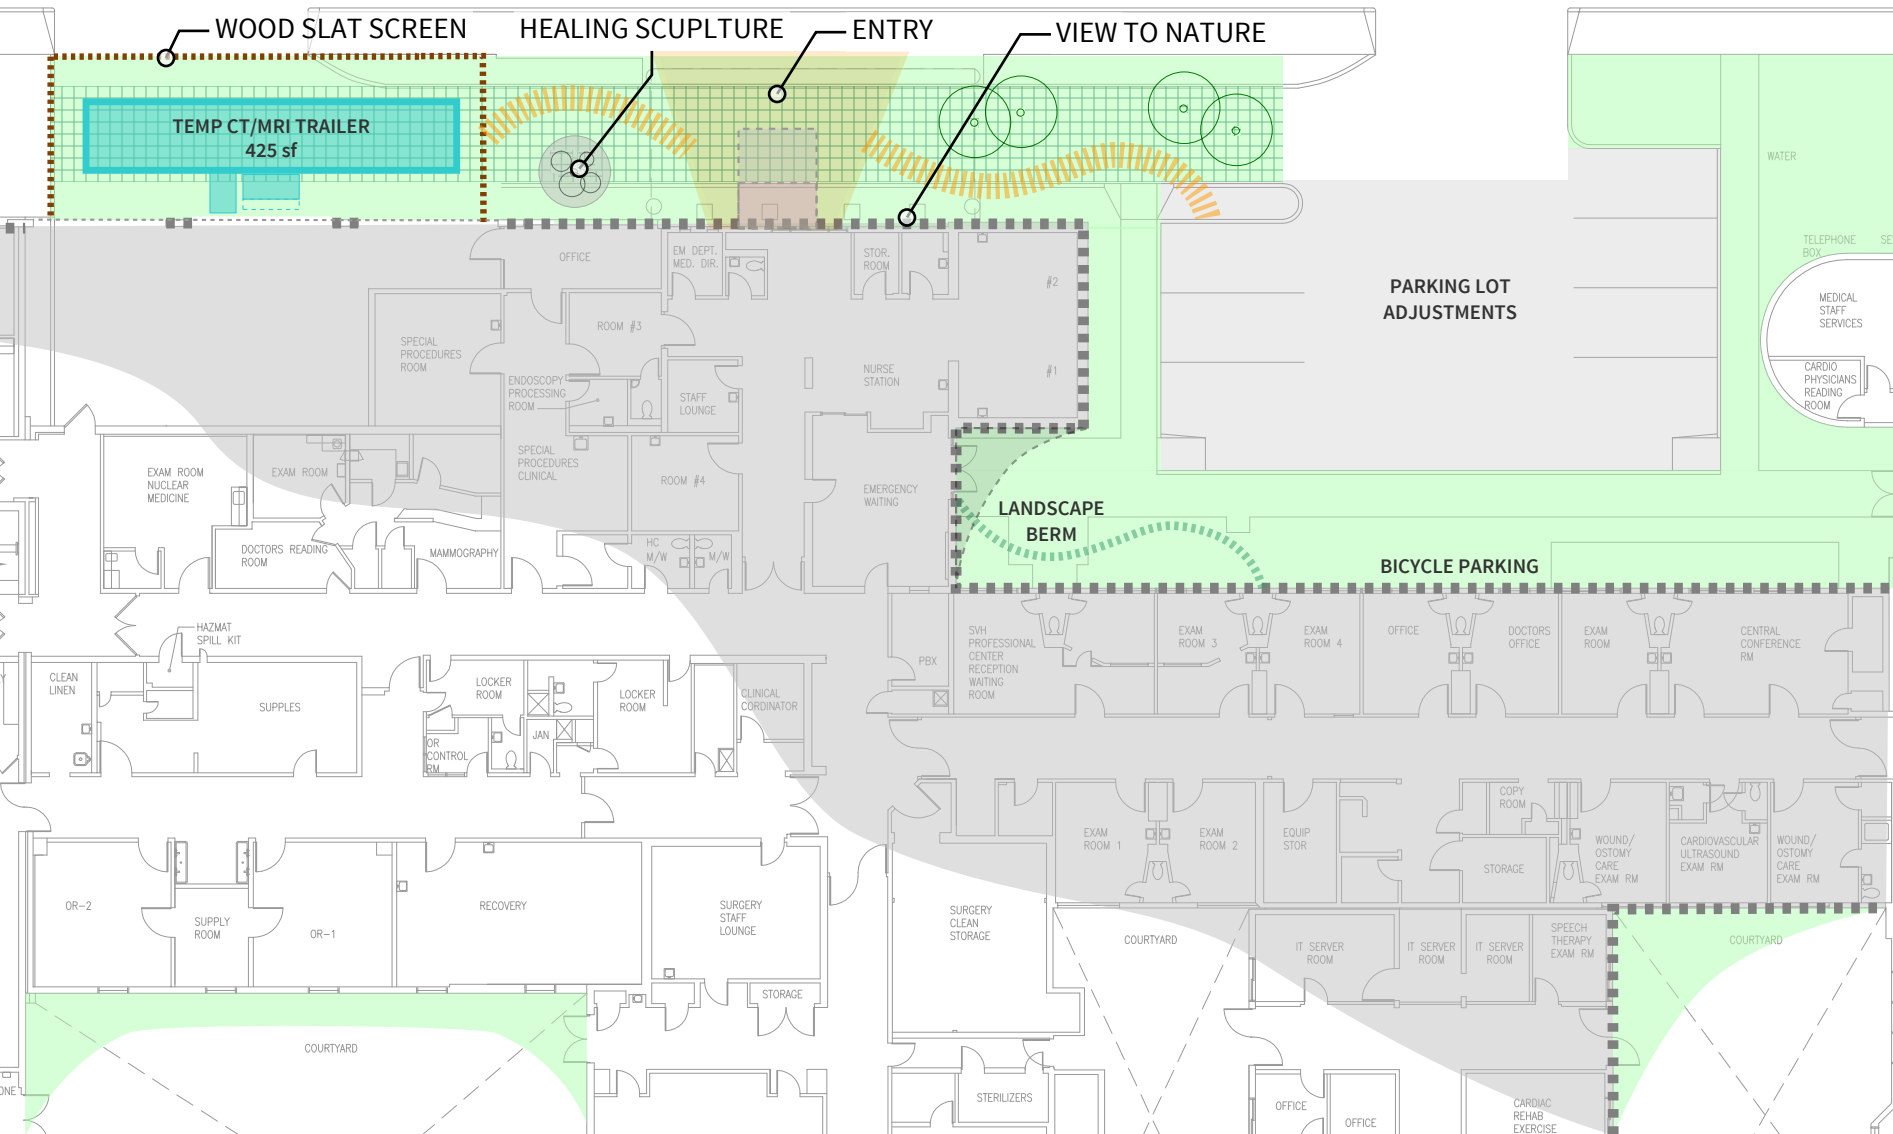 WOOD SLAT SCREEN
HEALING SCUPLTURE
ENTRY
VIEW TO NATURE
TEMP CT/MRI TRAILER
425 sf
WATER
TELEPHONE
BOX
OFFICE
EM DEPT.
MED. DIR.
STOR.
ROOM
#2
PARKING LOT
ADJUSTMENTS
MEDICAL
STAFF
SERVICES
ROOM #3
SPECIAL
PROCEDURES
ROOM
ENDOSCOPY
PROCESSING
ROOM
STAFF
LOUNGE
NURSE
STATION
#1
CARDIO
PHYSICIANS
READING
ROOM
EXAM ROOM
NUCLEAR
MEDICINE
EXAM ROOM
SPECIAL
PROCEDURES
CLINICAL
ROOM #4
EMERGENCY
WAITING
LANDSCAPE
BERM
DOCTORS READING
ROOM
MAMMOGRAPHY
HC
M/W
M/W
BICYCLE PARKING
HAZMAT
SPILL KIT
SVH
PROFESSIONAL
CENTER
RECEPTION
WAITING
ROOM
EXAM
ROOM 3
EXAM
ROOM 4
OFFICE
DOCTORS
OFFICE
EXAM
ROOM
CENTRAL
CONFERENCE
RM
PBX
CLEAN
LINEN
SUPPLES
LOCKER
ROOM
LOCKER
ROOM
CLINICAL
CORDINATOR
OR
CONTROL
RM
JAN
COPY
ROOM
EXAM
ROOM 1
EXAM
ROOM 2
EQUIP
STOR
STORAGE
WOUND/
OSTOMY
CARE
EXAM RM
CARDIOVASCULAR
ULTRASOUND
EXAM RM
WOUND/
OSTOMY
CARE
EXAM RM
OR-2
SUPPLY
ROOM
OR-1
RECOVERY
SURGERY
STAFF
LOUNGE
SURGERY
CLEAN
STORAGE
COURTYARD
IT SERVER
ROOM
IT SERVER
ROOM
IT SERVER
ROOM
SPEECH
THERAPY
EXAM RM
COURTYARD
STORAGE
COURTYARD
STERILIZERS
OFFICE
OFFICE
CARDIAC
REHAB
EXERCISE